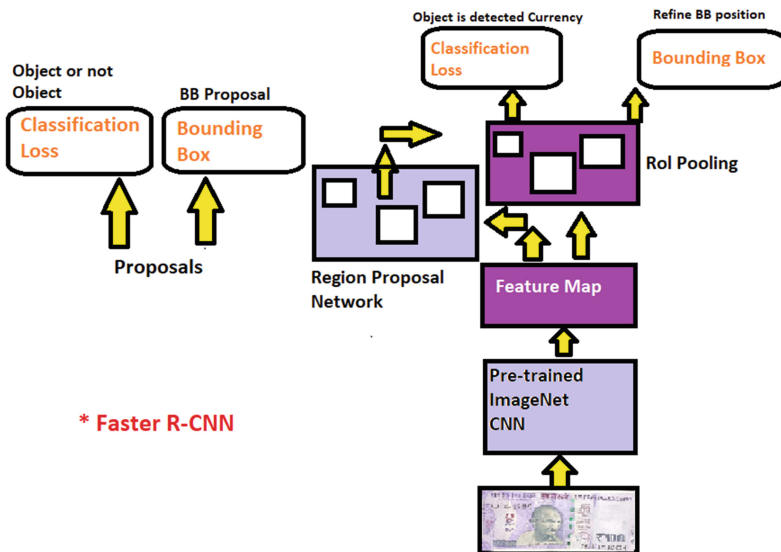 Object is detected Currency
Classification
Loss
Refine BB position
Bounding Box
Object or not
Object
Classification
Loss
BB Proposal
Bounding
Box
RoI Pooling
Proposals
Region Proposal
Network
Feature Map
Pre-trained
ImageNet
CNN
* Faster R-CNN